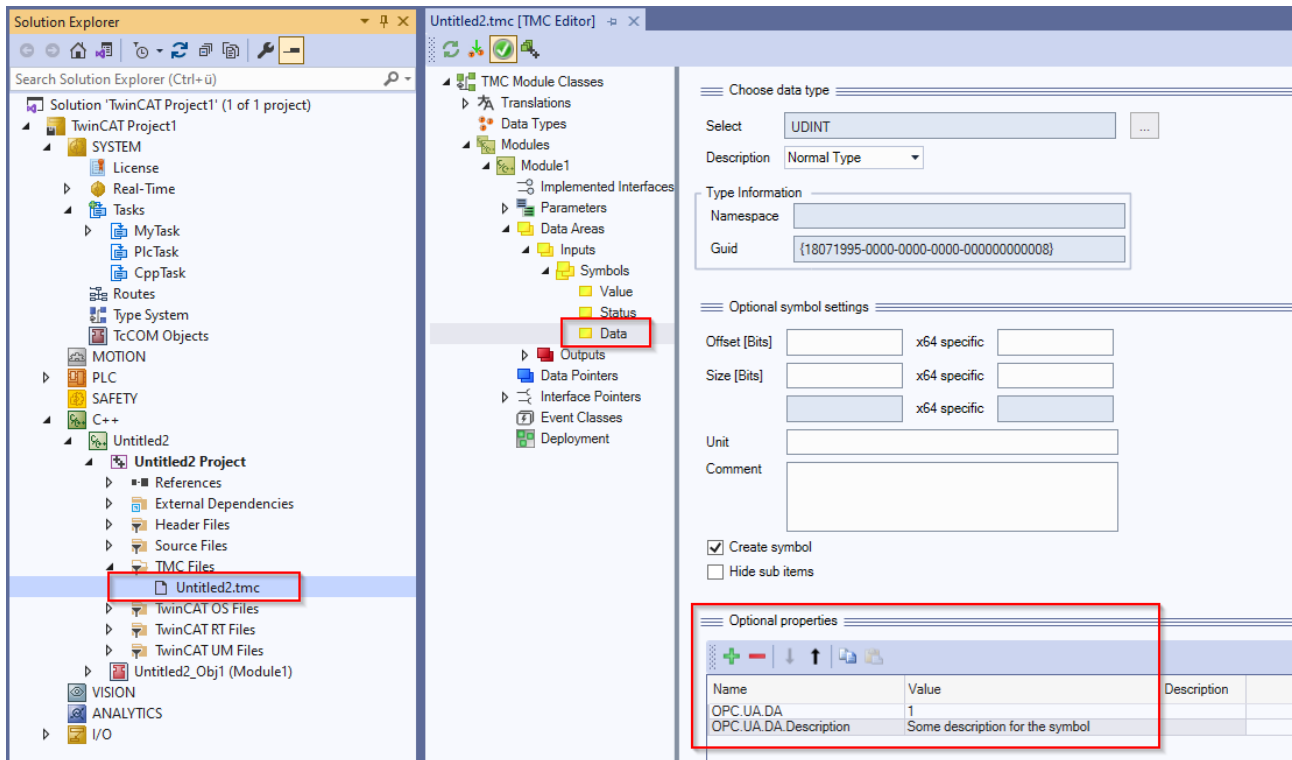 Solution Explorer
Search Solution Explorer (Ctrl+ü)
Solution 'TwinCAT Project1' (1 of 1 project)
TwinCAT Project1
SYSTEM
License
Real-Time
Tasks
MyTask
PlcTask
CppTask
Routes
Type System
TcCOM Objects
MOTION
PLC
SAFETY
C++
Untitled2
Untitled2 Project
References
External Dependencies
Header Files
Source Files
TMC Files
Untitled2.tmc
TwinCAT OS Files
TwinCAT RT Files
TwinCAT UM Files
Untitled2_Obj1 (Module1)
VISION
ANALYTICS
I/O
Untitled2.tmc [TMC Editor]
TMC Module Classes
Translations
Data Types
Modules
Module1
Implemented Interfaces
Parameters
Data Areas
Inputs
Symbols
Value
Status
Data
Outputs
Data Pointers
Interface Pointers
Event Classes
Deployment
Choose data type
Select UDINT ...
Description Normal Type
Type Information
Namespace
Guid {18071995-0000-0000-0000-000000000008}
Optional symbol settings
Offset [Bits] x64 specific
Size [Bits] x64 specific
x64 specific
Unit
Comment
Create symbol
Hide sub items
Optional properties
Name Value Description
OPC.UA.DA 1
OPC.UA.DA.Description Some description for the symbol